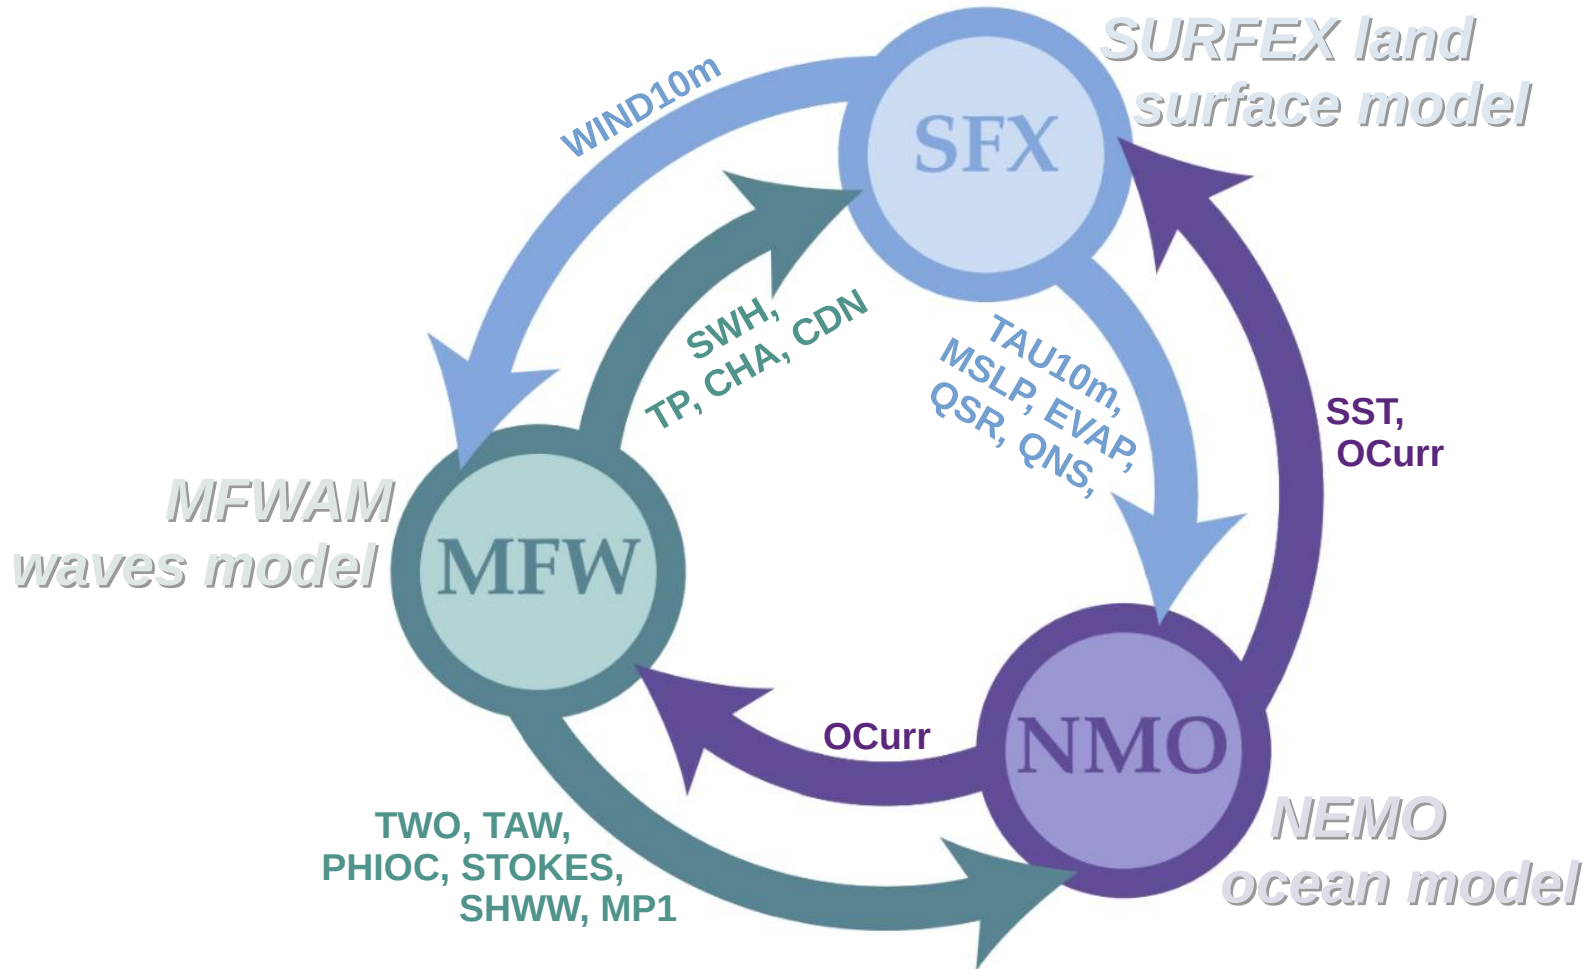 SURFEX land
surface model
WIND10m
SFX
SWH,
TP, CHA, CDN
TAU10m,
MSLP, EVAP,
QSR, QNS,
SST,
OCurr
MFWAM
waves model
MFW
OCurr
NMO
NEMO
ocean model
TWO, TAW,
PHIOC, STOKES,
SHWW, MP1